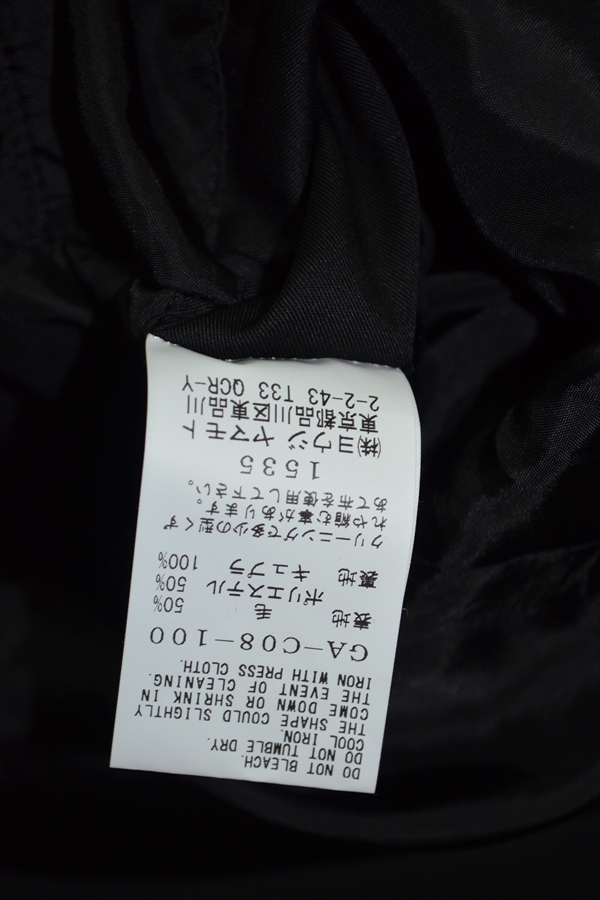 DO NOT BLEACH.
DO NOT TUMBLE DRY.
COOL IRON.
THE SHAPE COULD SLIGHTLY
COME DOWN OR SHRINK IN
THE EVENT OF CLEANING.
IRON WITH PRESS CLOTH.
GA-C08-100
表地 毛 50%
ポリエステル 50%
裏地 キュプラ 100%
クリーニングで多少の型くず
れや縮む事があります。
あて布を使用して下さい。
1535
(株)ヨウジ ヤマモト
東京都品川区東品川
2-2-43 T33 QCR-Y